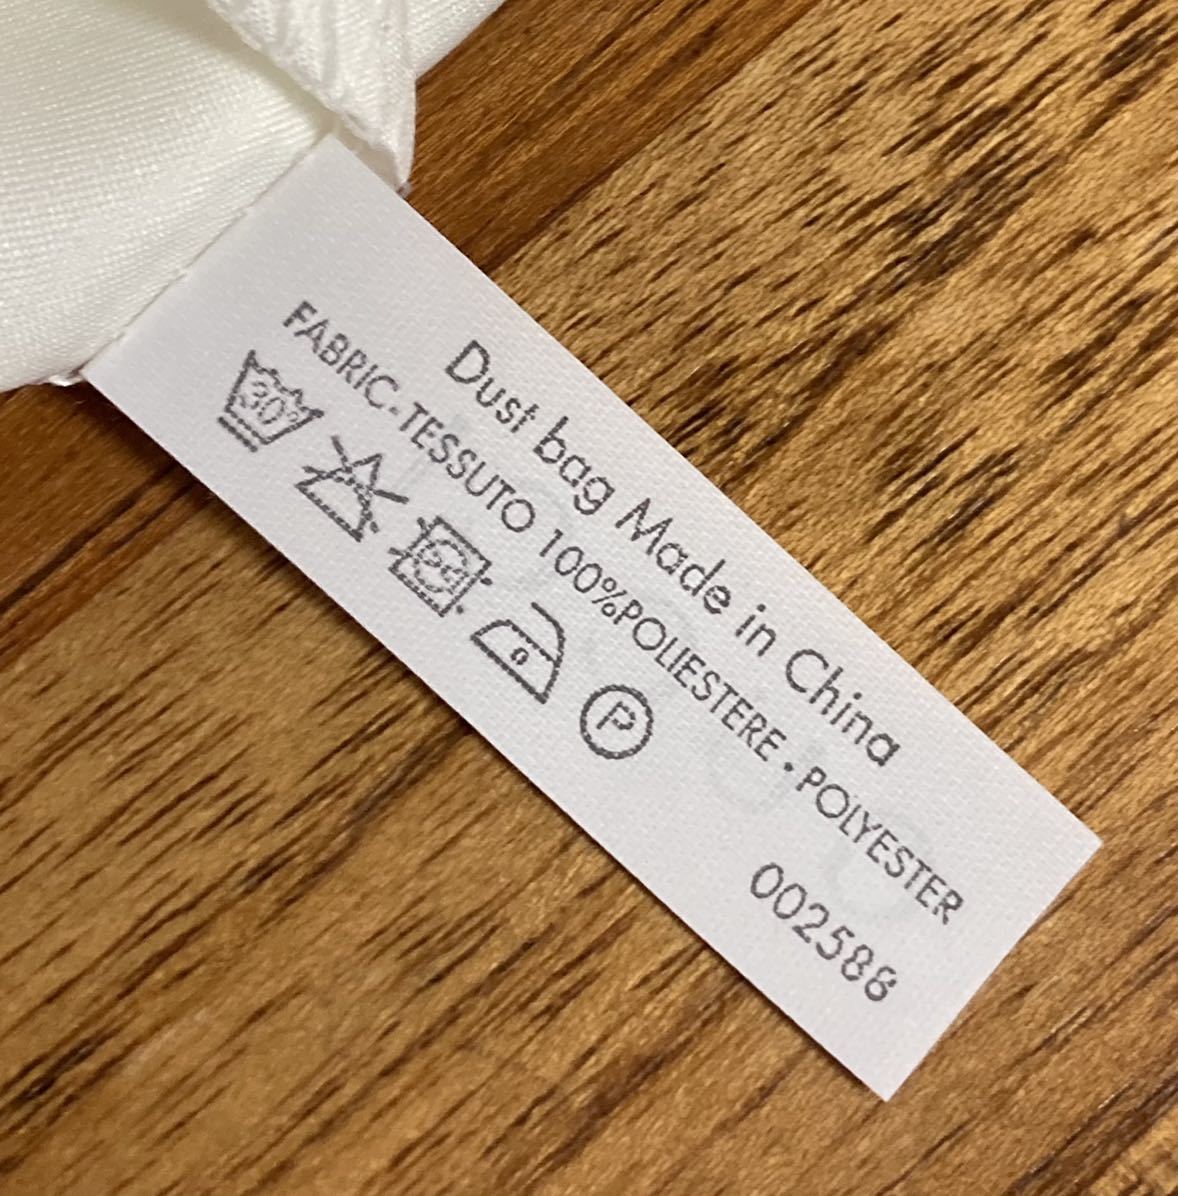 Dust bag Made in China
FABRIC-TESSUTO 100%POLIESTERE • POLYESTER
30°
P
002588